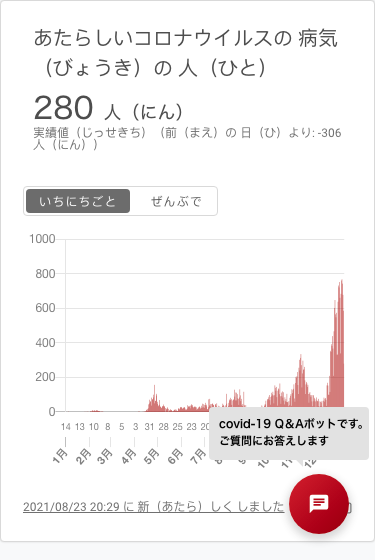 あたらしいコロナウイルスの 病気
（びょうき）の 人（ひと）
280 人（にん）
実績値（じっせきち）（前（まえ）の 日（ひ）より: -306
人（にん））
いちにちごと ぜんぶで
1000
800
600
400
200
0
14 13 10 8 5 3 31 28 25 23 20
1月 2月 3月 4月 5月 6月 7月
covid-19 Q＆Aボットです。
ご質問にお答えします
2021/08/23 20:29 に 新（あたら）しく しました